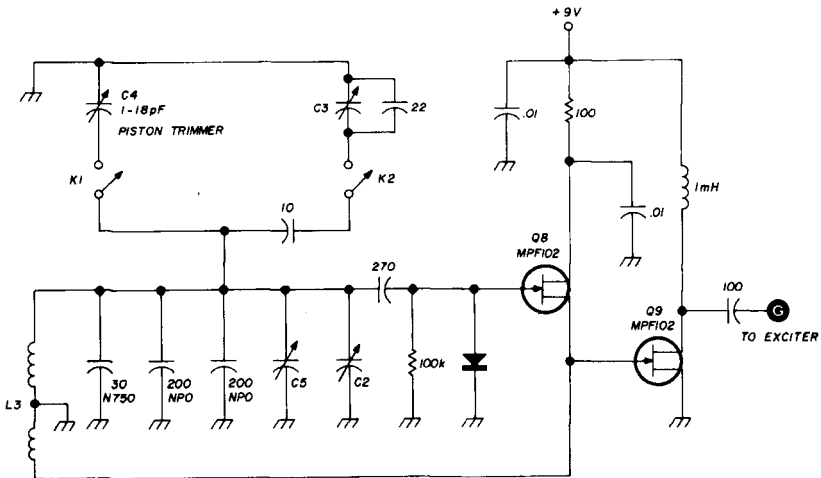 +9V
C4
1-18pF
PISTON TRIMMER
C3
22
.01
100
K1
K2
.01
1mH
10
Q8
MPF102
270
100
G
Q9
MPF102
TO EXCITER
30
N750
200
NPO
200
NPO
C5
C2
100k
L3